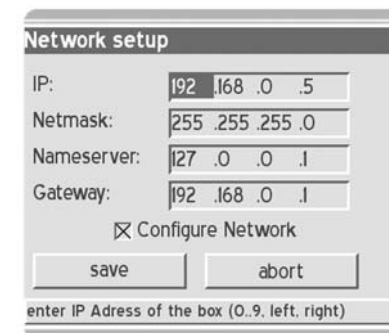 Network setup
IP: 192 .168 .0 .5
Netmask: 255 .255 .255 .0
Nameserver: 127 .0 .0 .1
Gateway: 192 .168 .0 .1
Configure Network
save abort
enter IP Adress of the box (0..9, left, right)